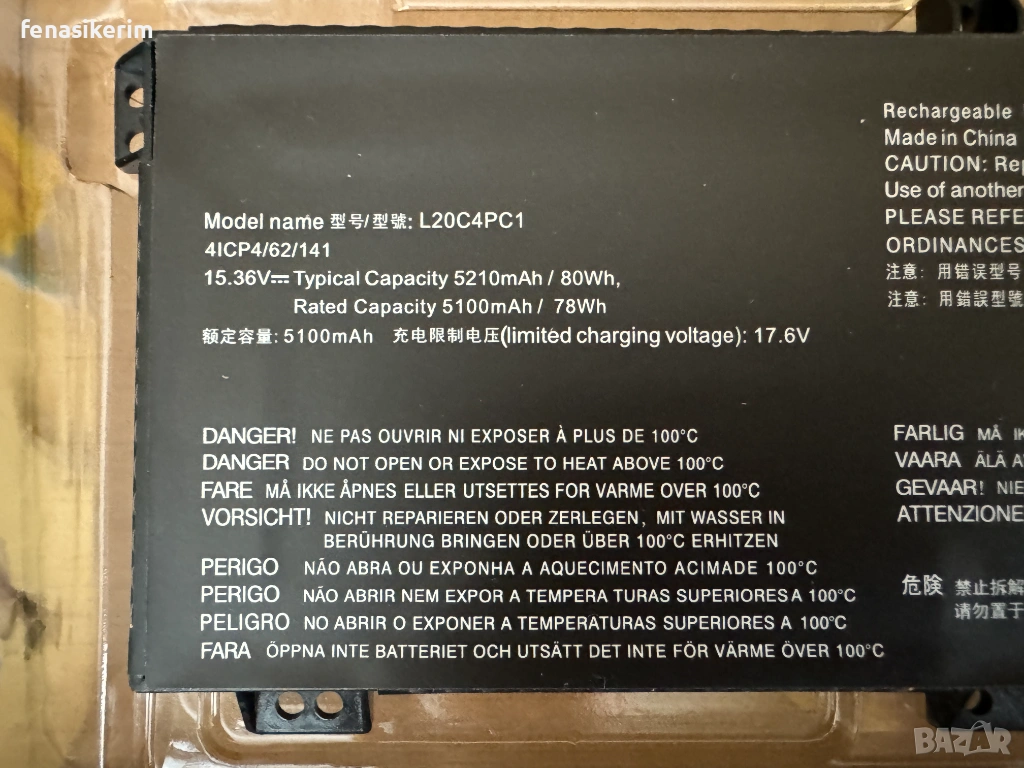 fenasikerim
Model name 型号/型號: L20C4PC1
4ICP4/62/141
15.36V⎓ Typical Capacity 5210mAh / 80Wh,
Rated Capacity 5100mAh / 78Wh
额定容量: 5100mAh 充电限制电压(limited charging voltage): 17.6V
Rechargeable
Made in China
CAUTION: Rep
Use of another
PLEASE REFE
ORDINANCES
注意: 用错误型号
注意: 用錯誤型號
DANGER! NE PAS OUVRIR NI EXPOSER À PLUS DE 100°C
DANGER DO NOT OPEN OR EXPOSE TO HEAT ABOVE 100°C
FARE MÅ IKKE ÅPNES ELLER UTSETTES FOR VARME OVER 100°C
VORSICHT! NICHT REPARIEREN ODER ZERLEGEN, MIT WASSER IN
BERÜHRUNG BRINGEN ODER ÜBER 100°C ERHITZEN
PERIGO NÃO ABRA OU EXPONHA A AQUECIMENTO ACIMADE 100°C
PERIGO NÃO ABRIR NEM EXPOR A TEMPERA TURAS SUPERIORES A 100°C
PELIGRO NO ABRIR O EXPONER A TEMPERATURAS SUPERIORES A 100°C
FARA ÖPPNA INTE BATTERIET OCH UTSÄTT DET INTE FÖR VÄRME ÖVER 100°C
FARLIG MÅ IK
VAARA ÄLÄ A
GEVAAR! NIE
ATTENZIONE
危険 禁止拆解
请勿置于
BAZAR